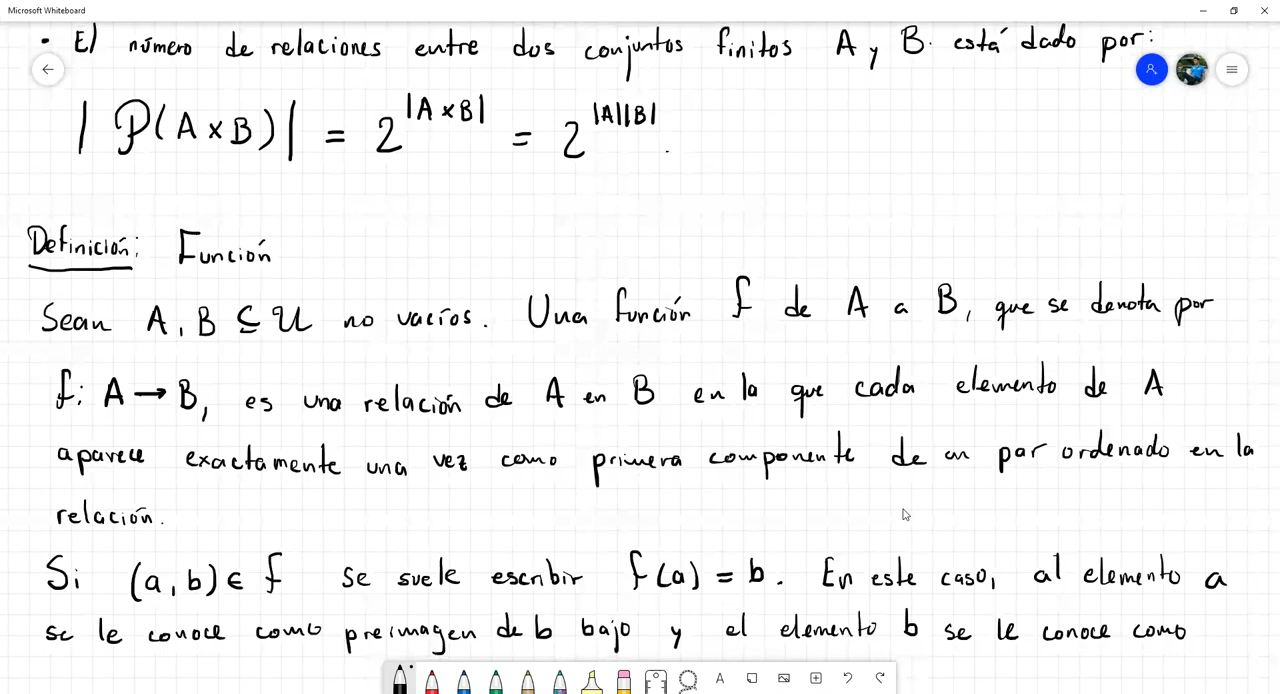 Microsoft Whiteboard
• El número de relaciones entre dos conjuntos finitos A y B. está dado por:
|P(A×B)| = 2^|A×B| = 2^|A||B|.
Definición: Función
Sean A, B ⊆ U no vacíos. Una función f de A a B, que se denota por
f: A → B, es una relación de A en B en la que cada elemento de A
aparece exactamente una vez como primera componente de un par ordenado en la
relación.
Si (a, b) ∈ f se suele escribir f(a) = b. En este caso, al elemento a
se le conoce como preimagen de b bajo y el elemento b se le conoce como